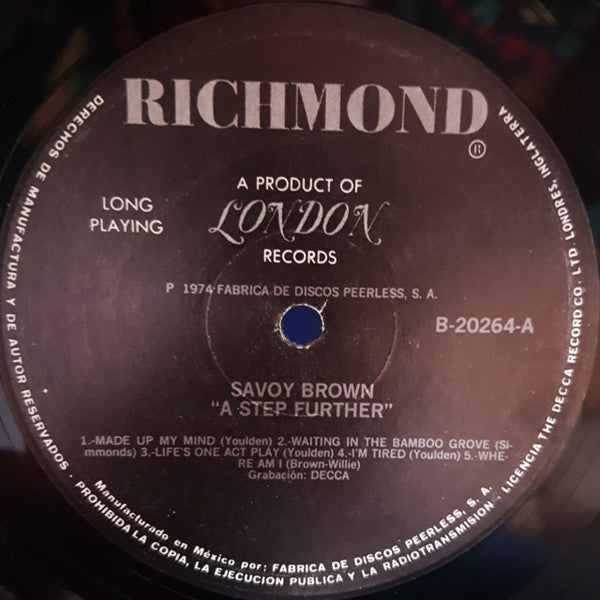 RICHMOND
®
LONG
PLAYING
A PRODUCT OF
LONDON
RECORDS
P 1974 FABRICA DE DISCOS PEERLESS, S. A.
B-20264-A
SAVOY BROWN
"A STEP FURTHER"
1.-MADE UP MY MIND (Youlden) 2.-WAITING IN THE BAMBOO GROVE (Si-
mmonds) 3.-LIFE'S ONE ACT PLAY (Youlden) 4.-I'M TIRED (Youlden) 5.-WHE-
RE AM I (Brown-Willie)
Grabación: DECCA
Manufacturado en México por: FABRICA DE DISCOS PEERLESS, S. A.
DERECHOS DE MANUFACTURA Y DE AUTOR RESERVADOS - PROHIBIDA LA COPIA, LA EJECUCION PUBLICA Y LA RADIOTRANSMISION - LICENCIA THE DECCA RECORD CO. LTD. LONDRES, INGLATERRA